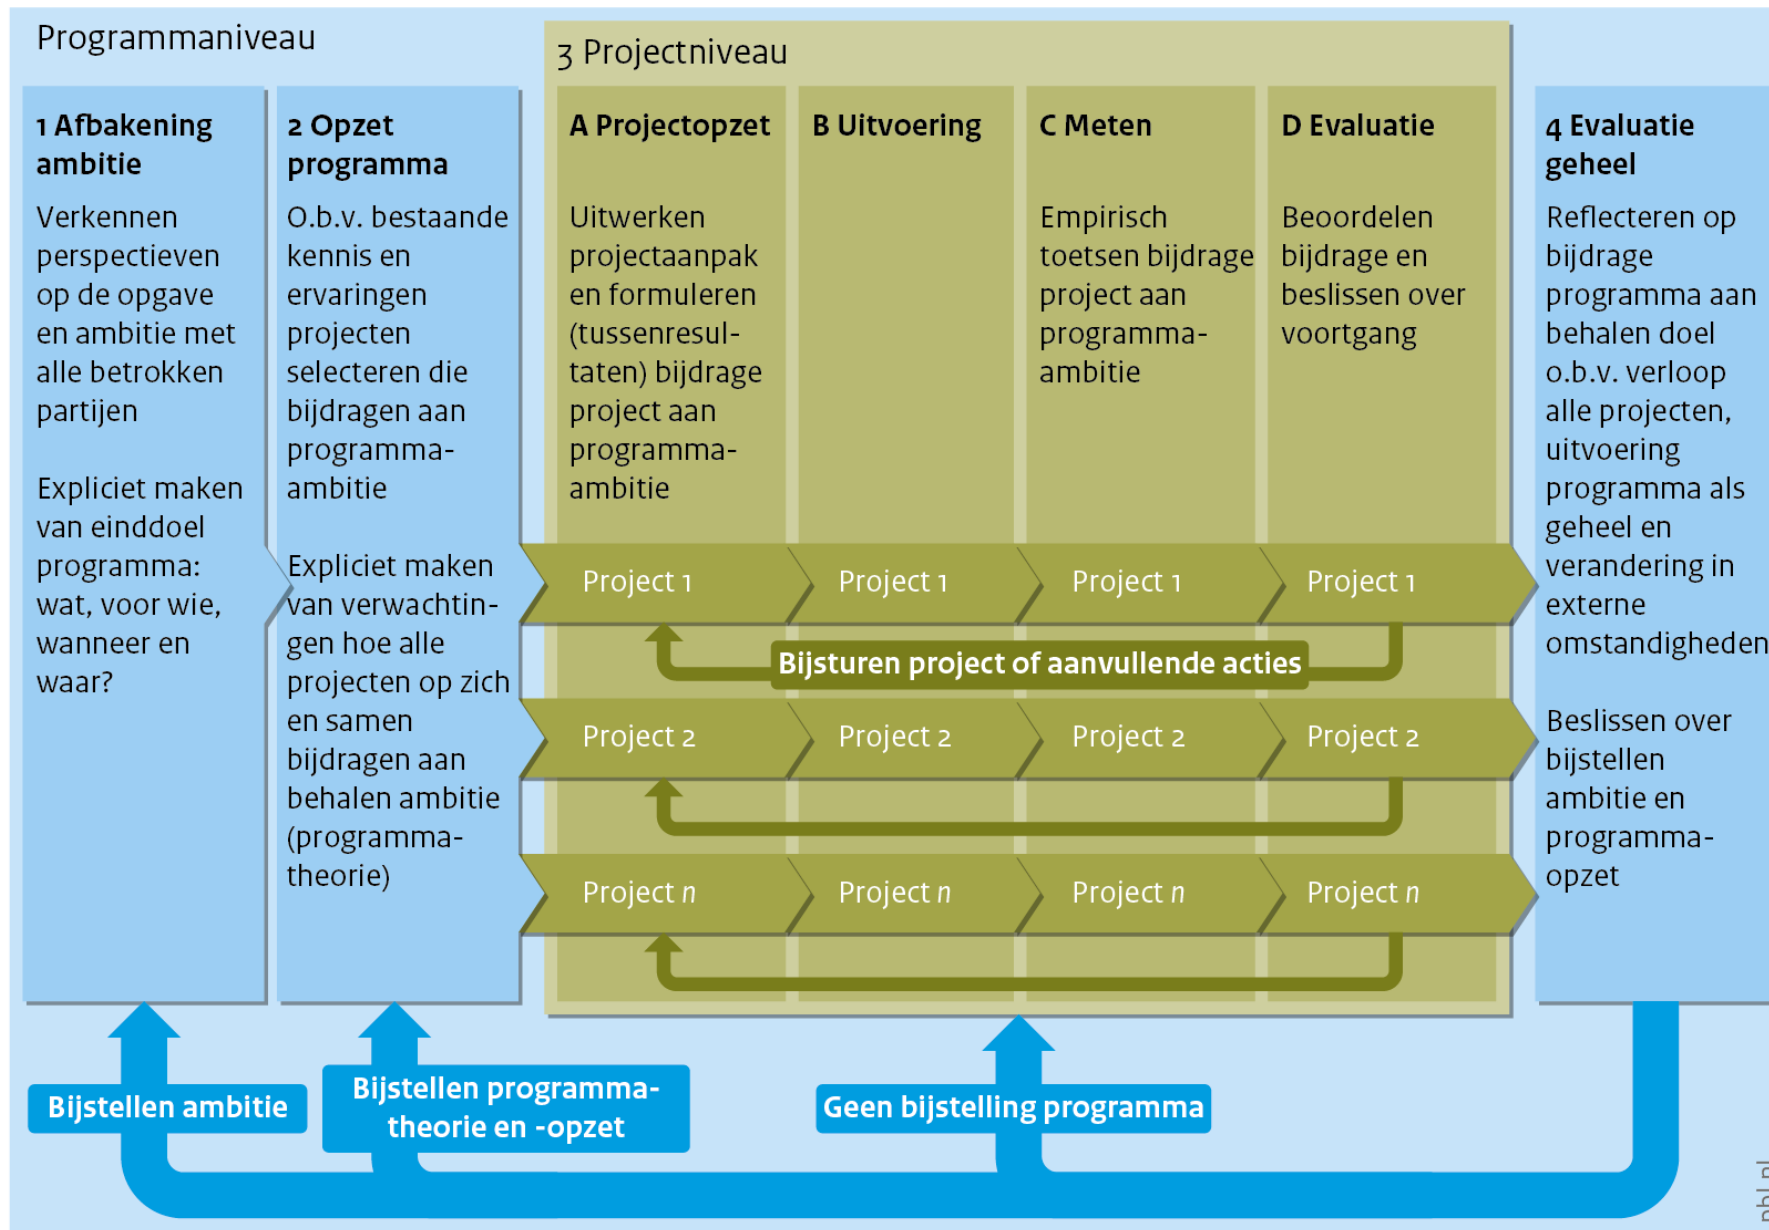 Programmaniveau
1 Afbakening
ambitie
Verkennen
perspectieven
op de opgave
en ambitie met
alle betrokken
partijen
Expliciet maken
van einddoel
programma:
wat, voor wie,
wanneer en
waar?
2 Opzet
programma
O.b.v. bestaande
kennis en
ervaringen
projecten
selecteren die
bijdragen aan
programma-
ambitie
Expliciet maken
van verwachtin-
gen hoe alle
projecten op zich
en samen
bijdragen aan
behalen ambitie
(programma-
theorie)
3 Projectniveau
A Projectopzet
Uitwerken
projectaanpak
en formuleren
(tussenresul-
taten) bijdrage
project aan
programma-
ambitie
B Uitvoering
C Meten
Empirisch
toetsen bijdrage
project aan
programma-
ambitie
D Evaluatie
Beoordelen
bijdrage en
beslissen over
voortgang
Project 1
Project 1
Project 1
Project 1
Bijsturen project of aanvullende acties
Project 2
Project 2
Project 2
Project 2
Project n
Project n
Project n
Project n
4 Evaluatie
geheel
Reflecteren op
bijdrage
programma aan
behalen doel
o.b.v. verloop
alle projecten,
uitvoering
programma als
geheel en
verandering in
externe
omstandigheden
Beslissen over
bijstellen
ambitie en
programma-
opzet
Bijstellen ambitie
Bijstellen programma-
theorie en -opzet
Geen bijstelling programma
pbl.nl